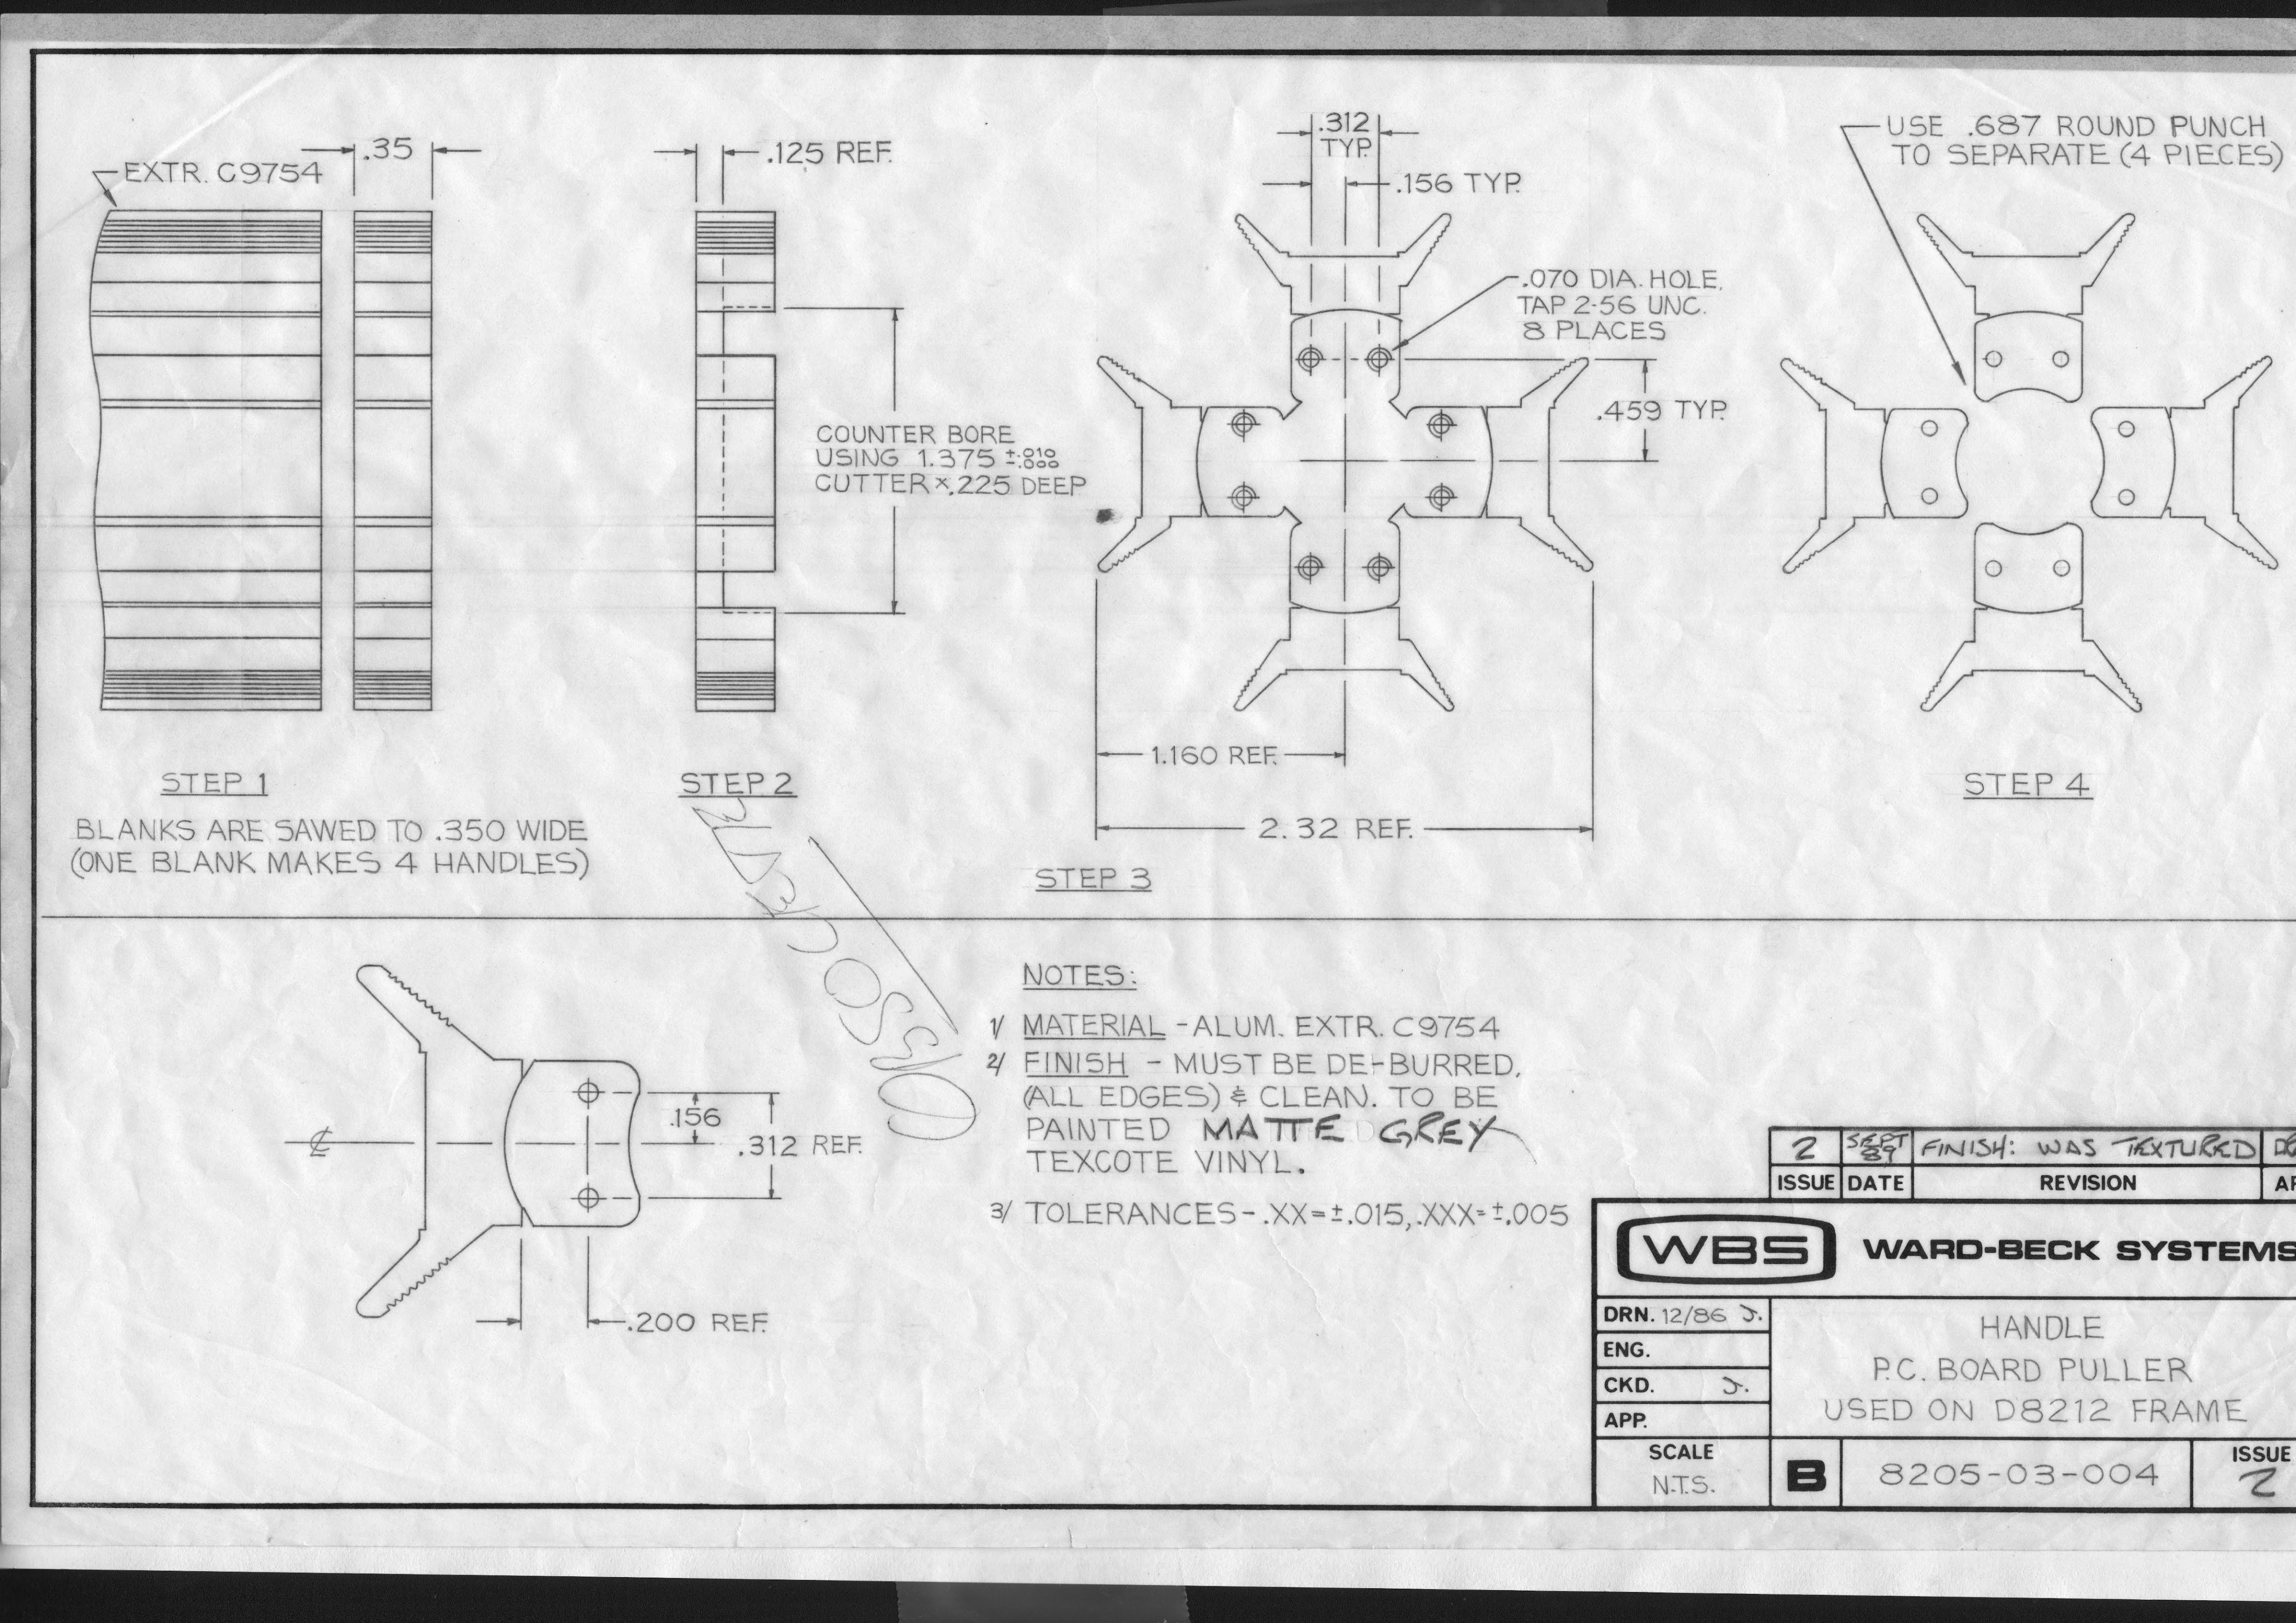 EXTR. C9754
.35
.125 REF.
COUNTER BORE
USING 1.375 +.010 -.000
CUTTER x .225 DEEP
.312
TYP.
.156 TYP.
.070 DIA. HOLE.
TAP 2-56 UNC.
8 PLACES
.459 TYP.
1.160 REF.
2.32 REF.
USE .687 ROUND PUNCH
TO SEPARATE (4 PIECES)
STEP 1
BLANKS ARE SAWED TO .350 WIDE
(ONE BLANK MAKES 4 HANDLES)
STEP 2
STEP 3
STEP 4
OBSOLETE
℄
.156
.312 REF.
.200 REF.
NOTES:
1/ MATERIAL - ALUM. EXTR. C9754
2/ FINISH - MUST BE DE-BURRED.
(ALL EDGES) & CLEAN. TO BE
PAINTED MATTE GREY
TEXCOTE VINYL.
3/ TOLERANCES - .XX=±.015, .XXX=±.005
2 SEPT 89 FINISH: WAS TEXTURED
ISSUE DATE REVISION
WBS WARD-BECK SYSTEMS
DRN. 12/86 J.
ENG.
CKD. J.
APP.
HANDLE
P.C. BOARD PULLER
USED ON D8212 FRAME
SCALE
N.T.S.
B
8205-03-004
ISSUE
2